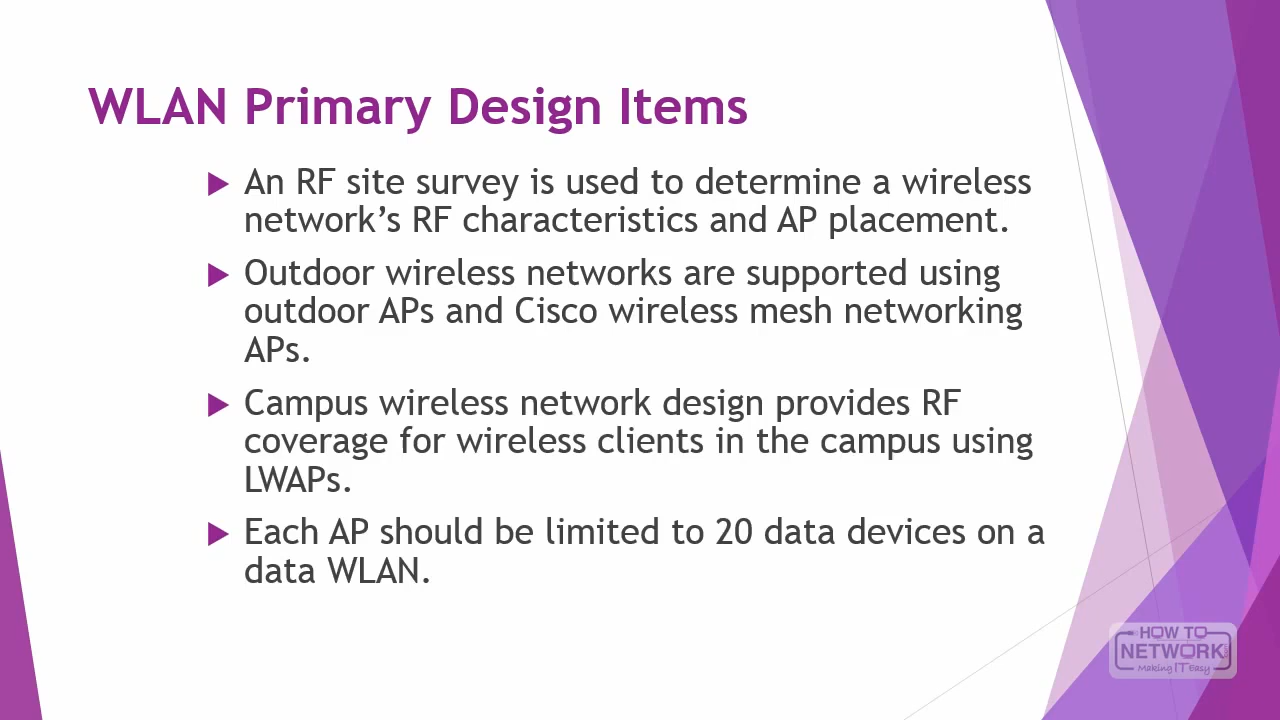 WLAN Primary Design Items
An RF site survey is used to determine a wireless
network’s RF characteristics and AP placement.
Outdoor wireless networks are supported using
outdoor APs and Cisco wireless mesh networking
APs.
Campus wireless network design provides RF
coverage for wireless clients in the campus using
LWAPs.
Each AP should be limited to 20 data devices on a
data WLAN.
HOW TO
NETWORK
Making IT Easy